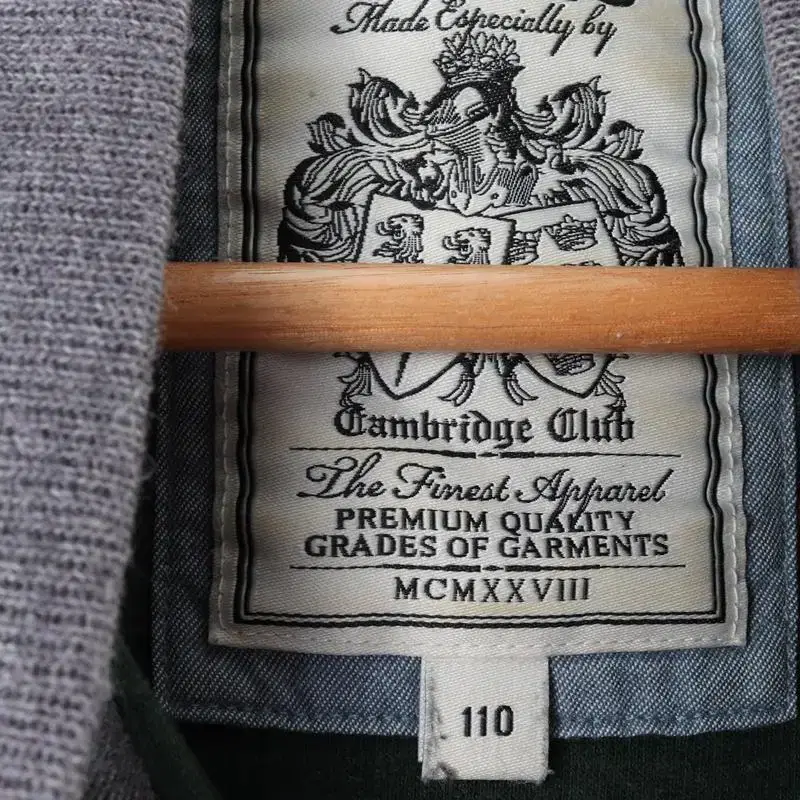 Made Especially by
Cambridge Club
The Finest Apparel
PREMIUM QUALITY
GRADES OF GARMENTS
MCMXXVIII
110